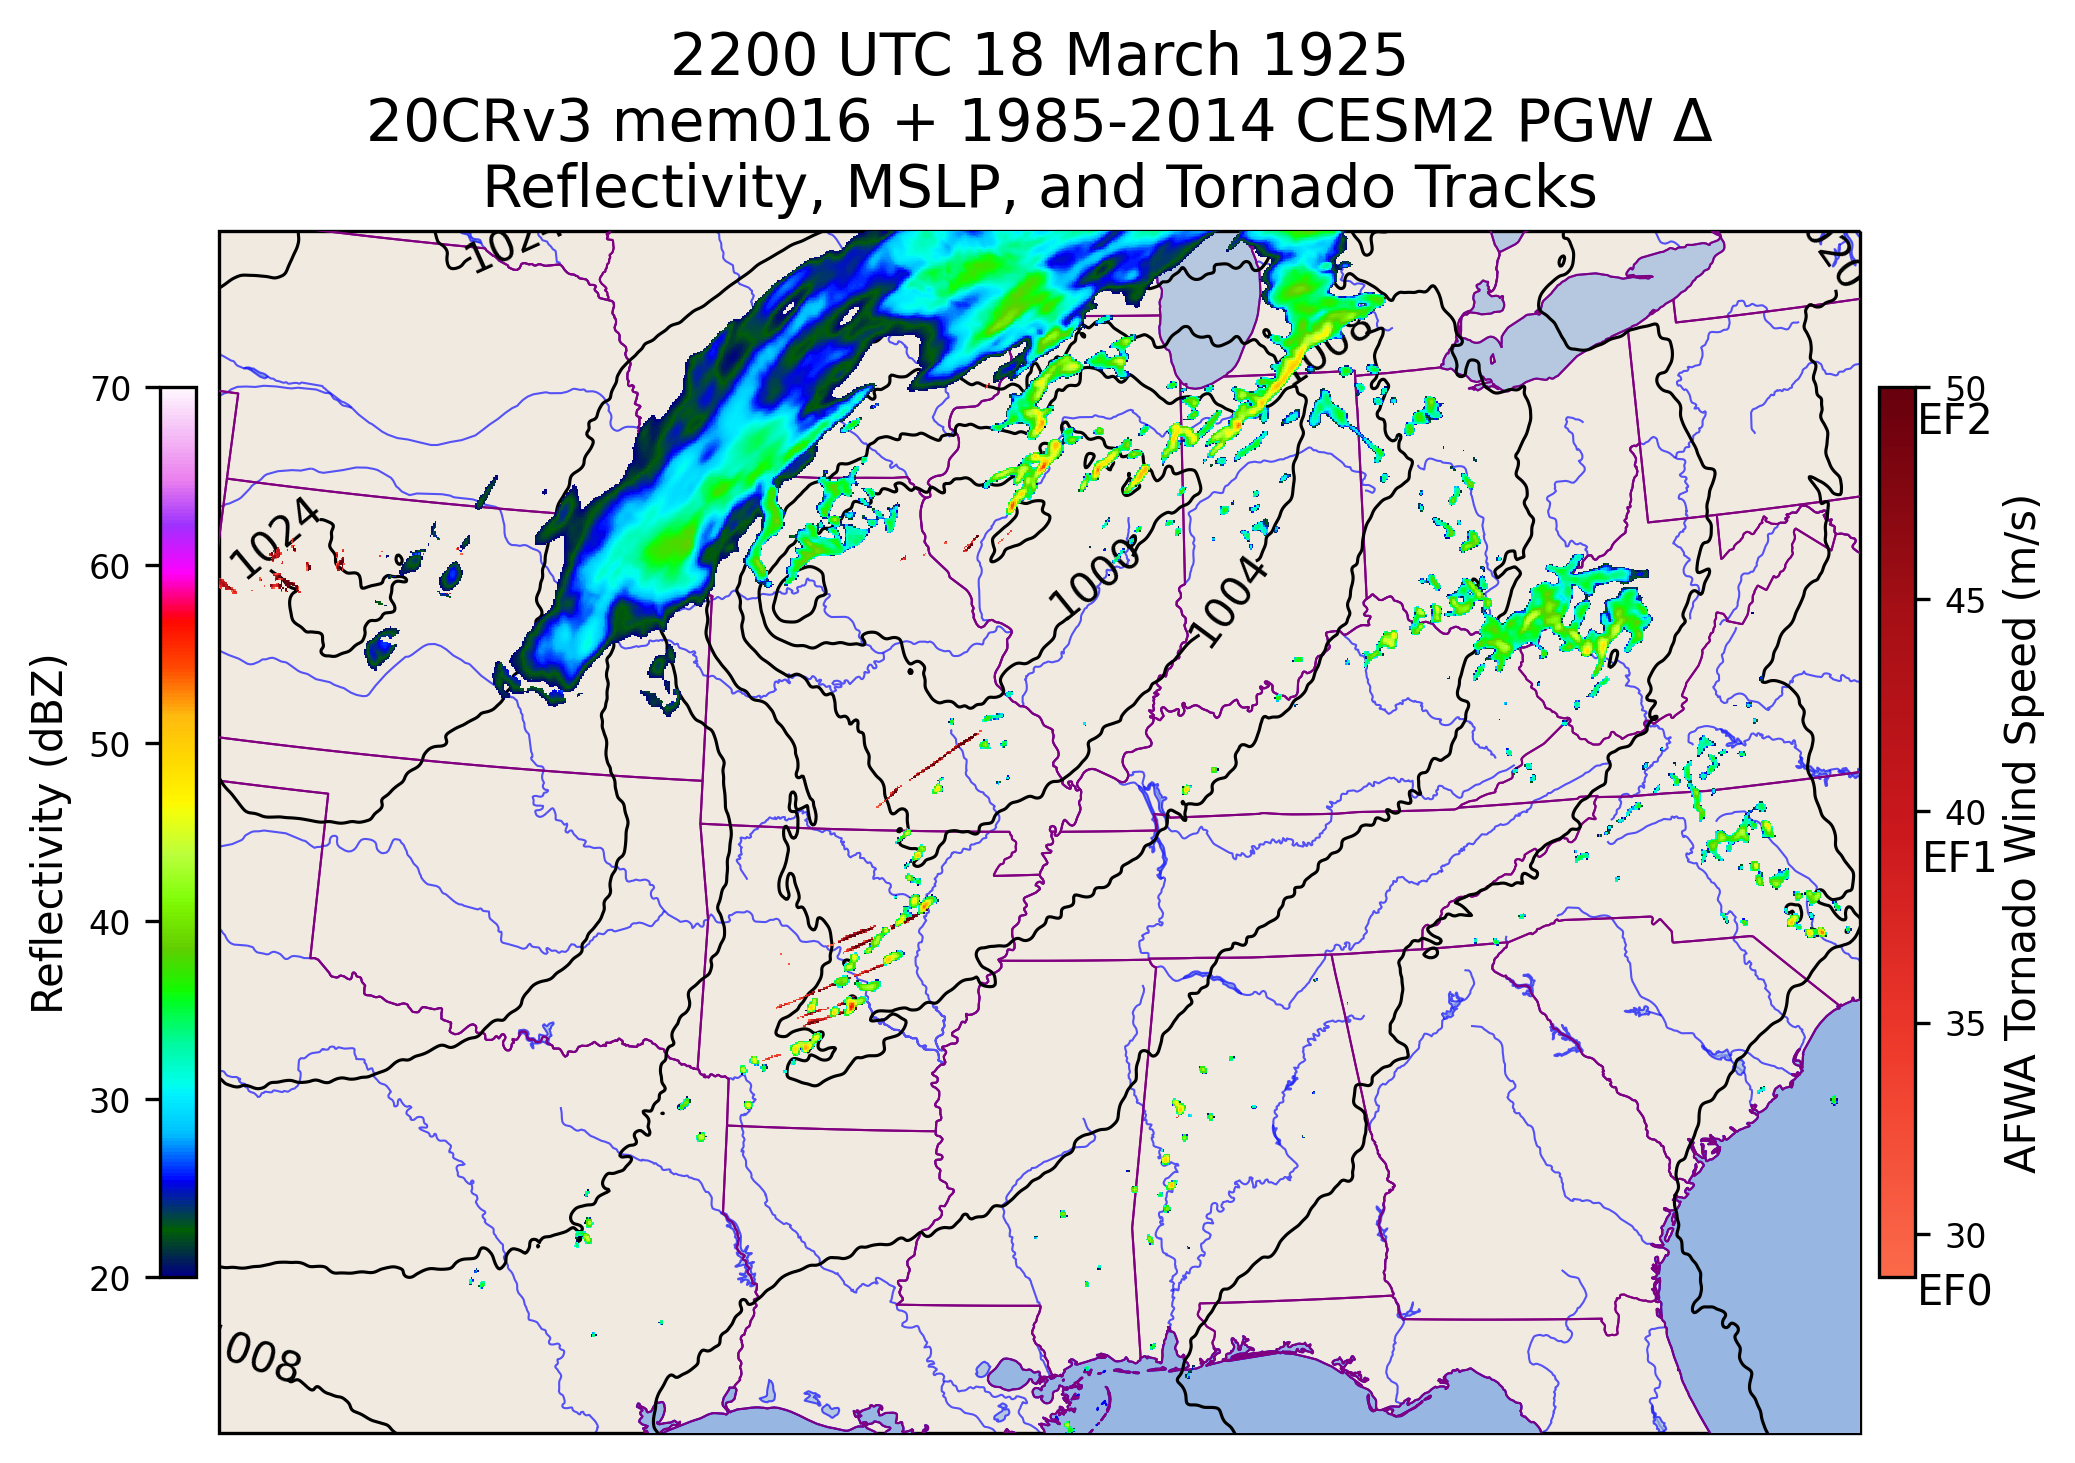 2200 UTC 18 March 1925
20CRv3 mem016 + 1985-2014 CESM2 PGW Δ
Reflectivity, MSLP, and Tornado Tracks
Reflectivity (dBZ)
70
60
50
40
30
20
1024
1008
1024
1000
1004
008
50
EF2
45
40
EF1
35
30
EF0
AFWA Tornado Wind Speed (m/s)